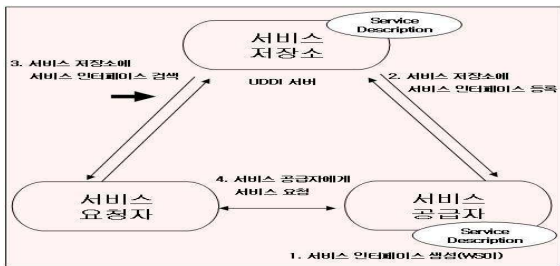 Service
Description
서비스
저장소
UDDI 서버
3. 서비스 저장소에
서비스 인터페이스 검색
2. 서비스 저장소에
서비스 인터페이스 등록
4. 서비스 공급자에게
서비스 요청
서비스
요청자
서비스
공급자
Service
Description
1. 서비스 인터페이스 생성(WSDL)